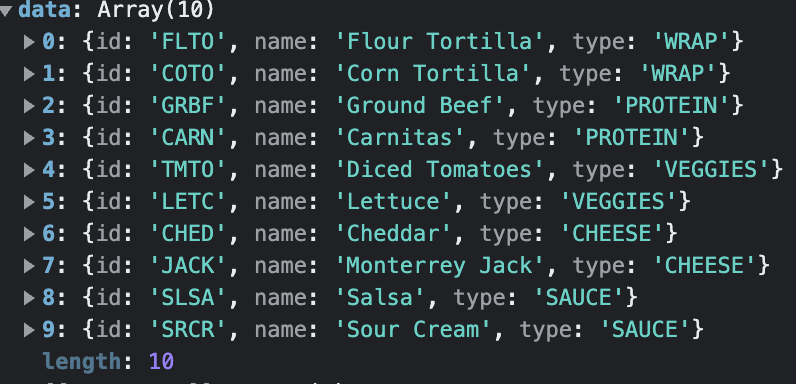 ▼data: Array(10)
▶0: {id: 'FLTO', name: 'Flour Tortilla', type: 'WRAP'}
▶1: {id: 'COTO', name: 'Corn Tortilla', type: 'WRAP'}
▶2: {id: 'GRBF', name: 'Ground Beef', type: 'PROTEIN'}
▶3: {id: 'CARN', name: 'Carnitas', type: 'PROTEIN'}
▶4: {id: 'TMTO', name: 'Diced Tomatoes', type: 'VEGGIES'}
▶5: {id: 'LETC', name: 'Lettuce', type: 'VEGGIES'}
▶6: {id: 'CHED', name: 'Cheddar', type: 'CHEESE'}
▶7: {id: 'JACK', name: 'Monterrey Jack', type: 'CHEESE'}
▶8: {id: 'SLSA', name: 'Salsa', type: 'SAUCE'}
▶9: {id: 'SRCR', name: 'Sour Cream', type: 'SAUCE'}
length: 10